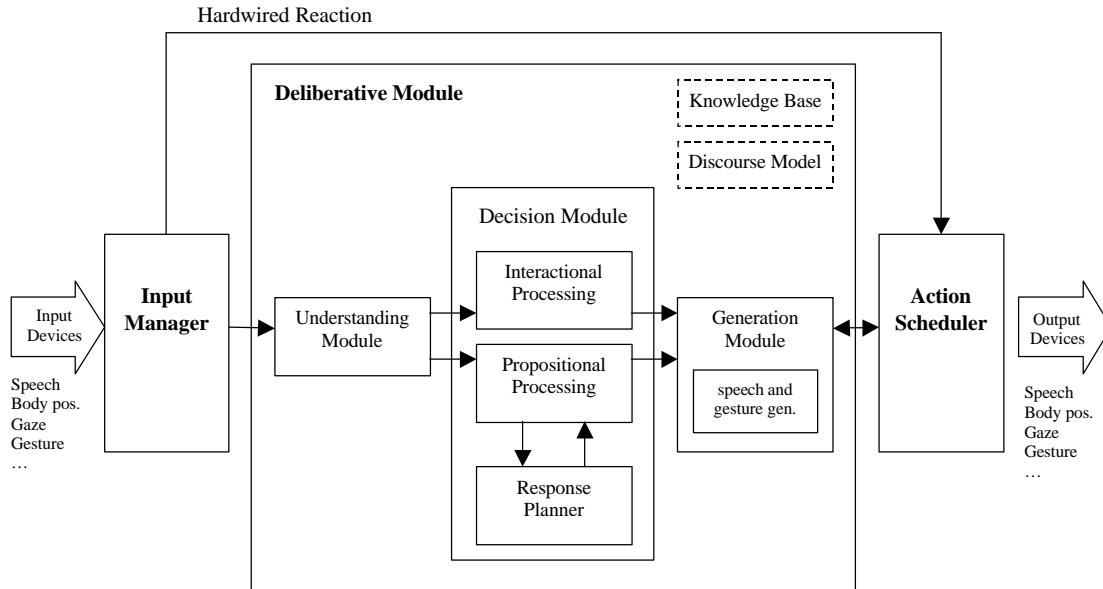 Hardwired Reaction
Deliberative Module
Knowledge Base
Discourse Model
Decision Module
Input
Devices
Speech
Body pos.
Gaze
Gesture
…
Input
Manager
Understanding
Module
Interactional
Processing
Propositional
Processing
Response
Planner
Generation
Module
speech and
gesture gen.
Action
Scheduler
Output
Devices
Speech
Body pos.
Gaze
Gesture
…